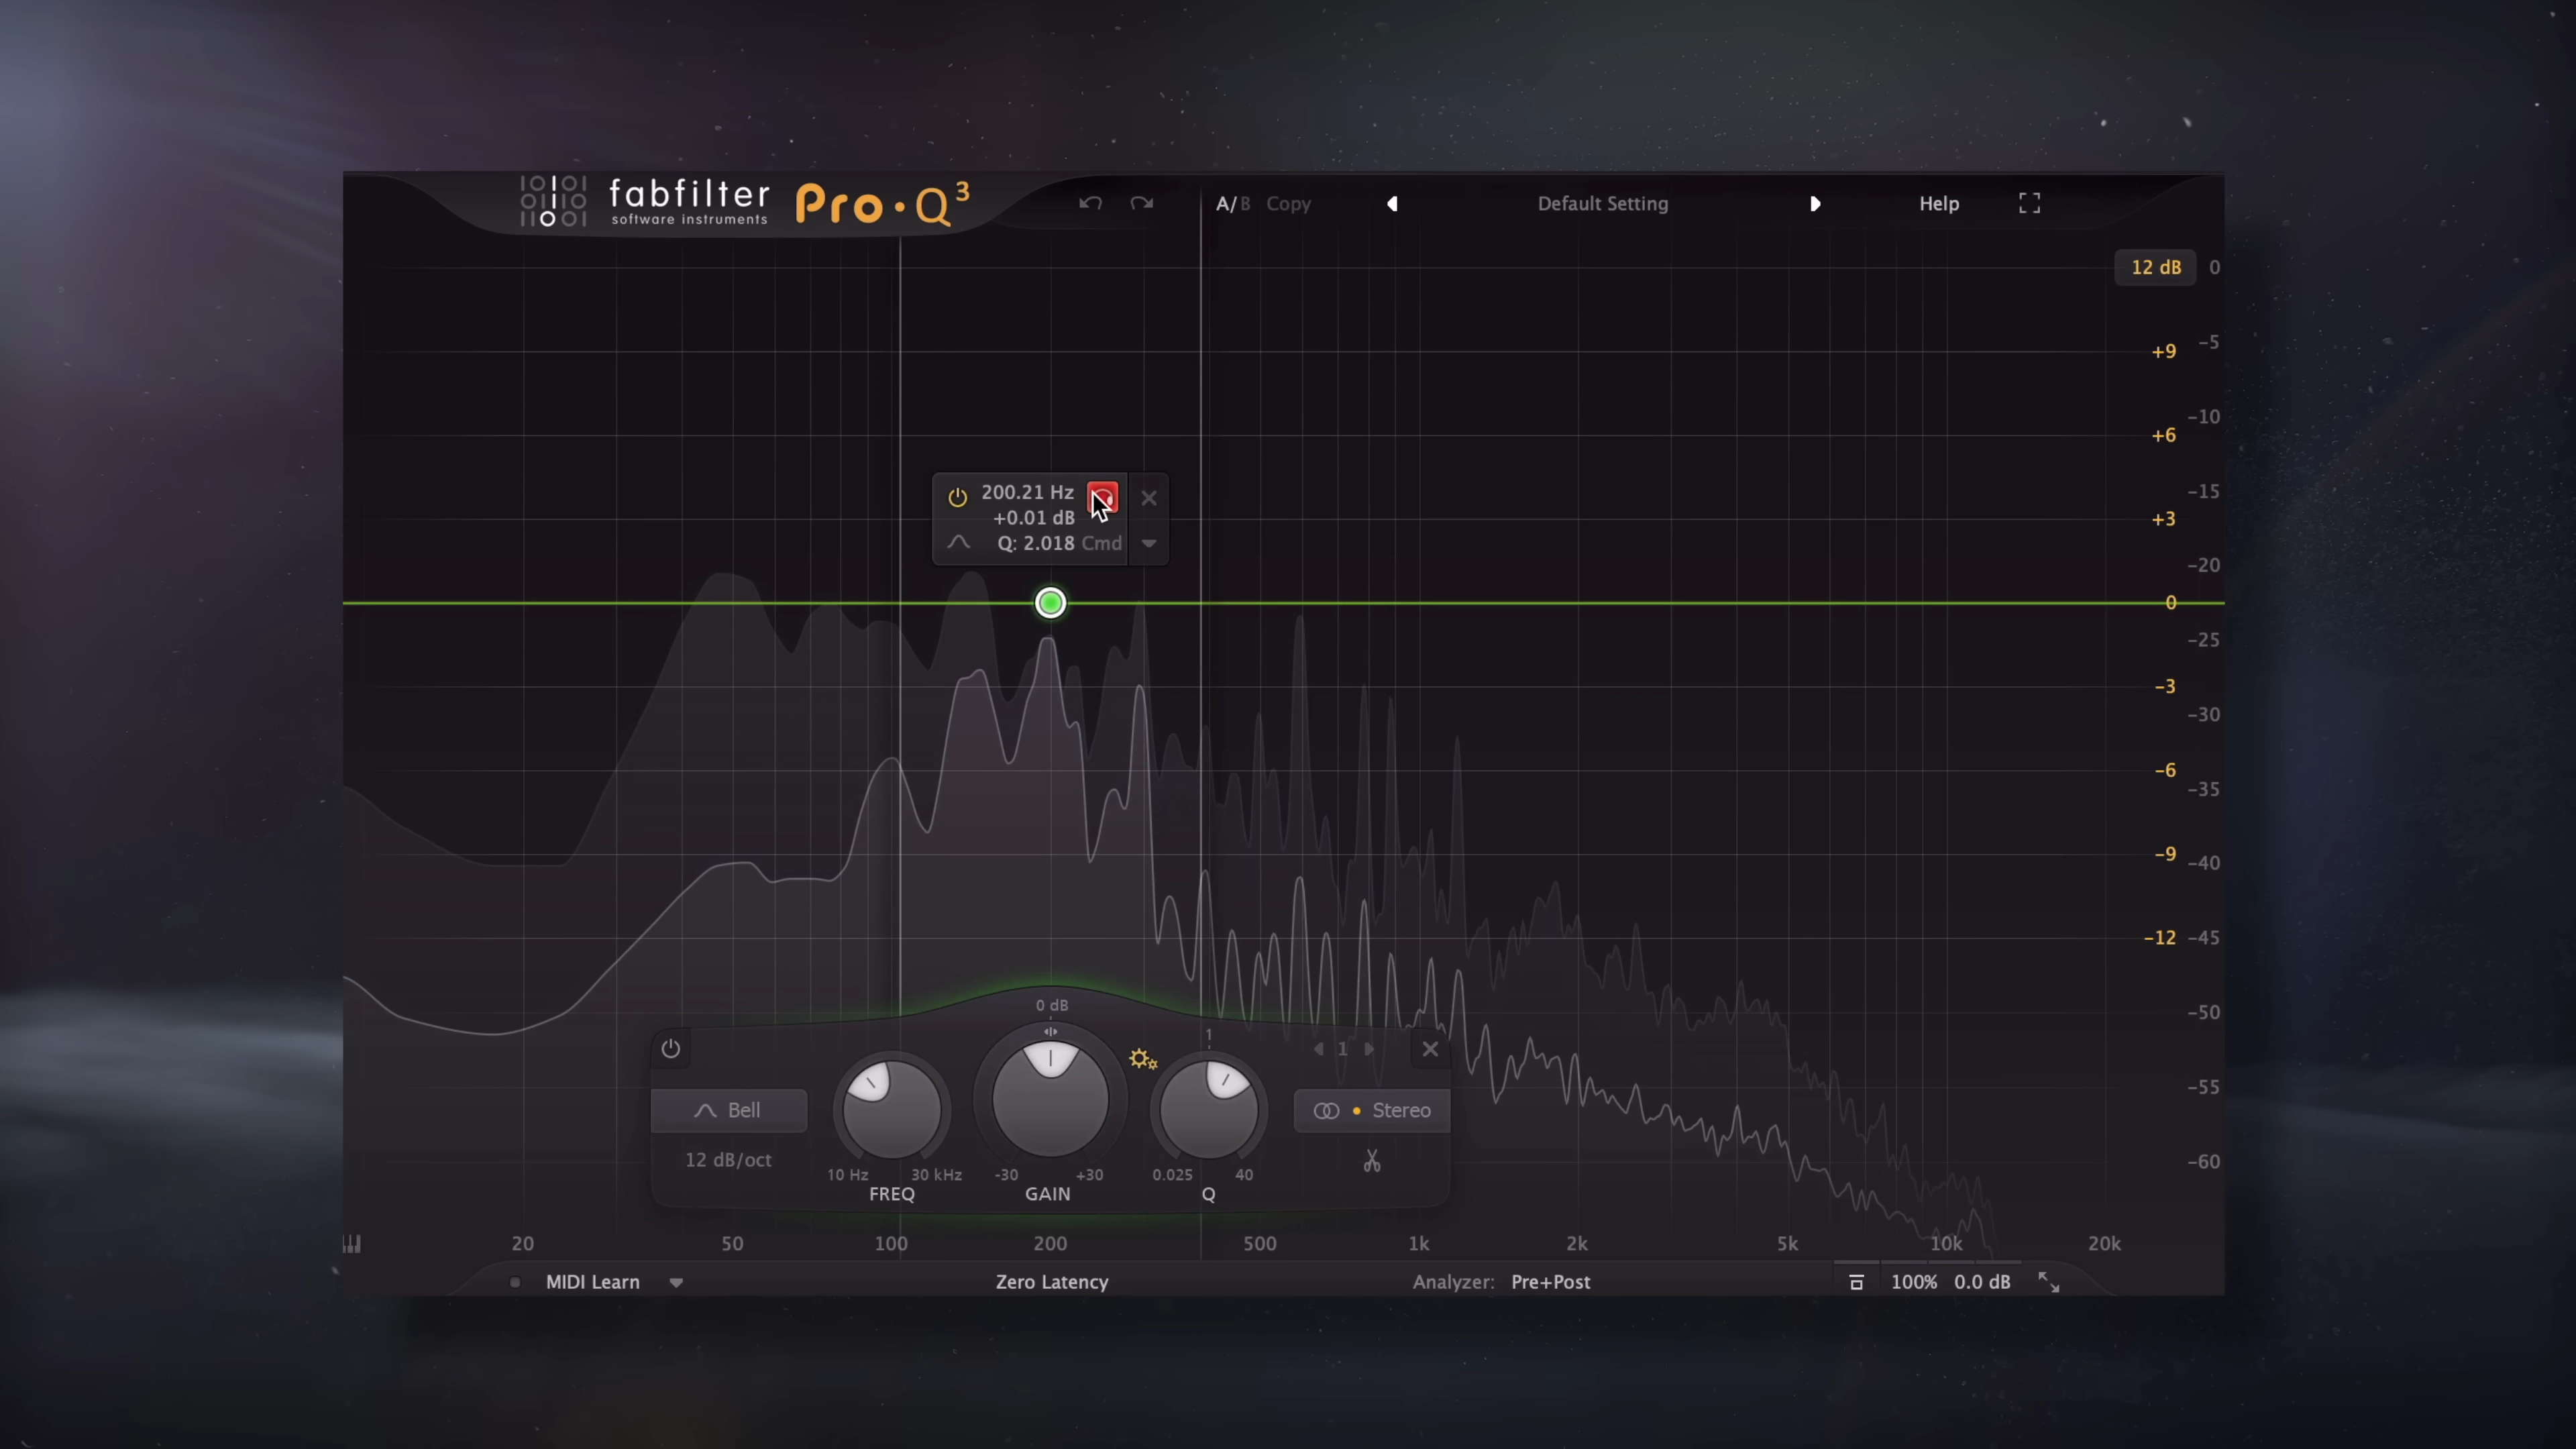 fabfilter
software instruments
Pro·Q3
A/B Copy
Default Setting
Help
12 dB 0
+9 -5
+6 -10
-15
+3
-20
0
-25
-3
-30
-6
-35
-9 -40
-12 -45
-50
-55
-60
200.21 Hz
+0.01 dB
Q: 2.018 Cmd
0 dB
1
1
Bell
Stereo
12 dB/oct
10 Hz 30 kHz
-30 +30
0.025 40
FREQ
GAIN
Q
20 50 100 200 500 1k 2k 5k 10k 20k
MIDI Learn
Zero Latency
Analyzer: Pre+Post
100% 0.0 dB